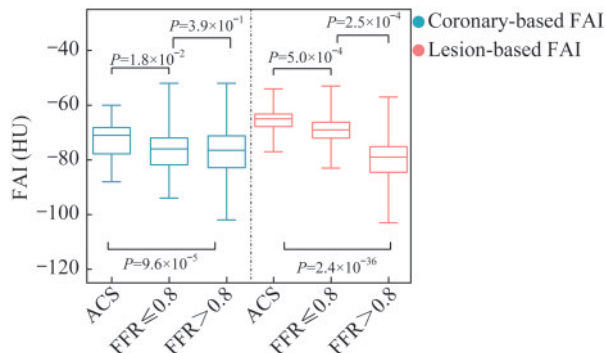 P=3.9×10⁻¹
P=2.5×10⁻⁴
P=1.8×10⁻²
P=5.0×10⁻⁴
Coronary-based FAI
Lesion-based FAI
FAI (HU)
−40
−60
−80
−100
−120
P=9.6×10⁻⁵
P=2.4×10⁻³⁶
ACS
FFR≤0.8
FFR>0.8
ACS
FFR≤0.8
FFR>0.8